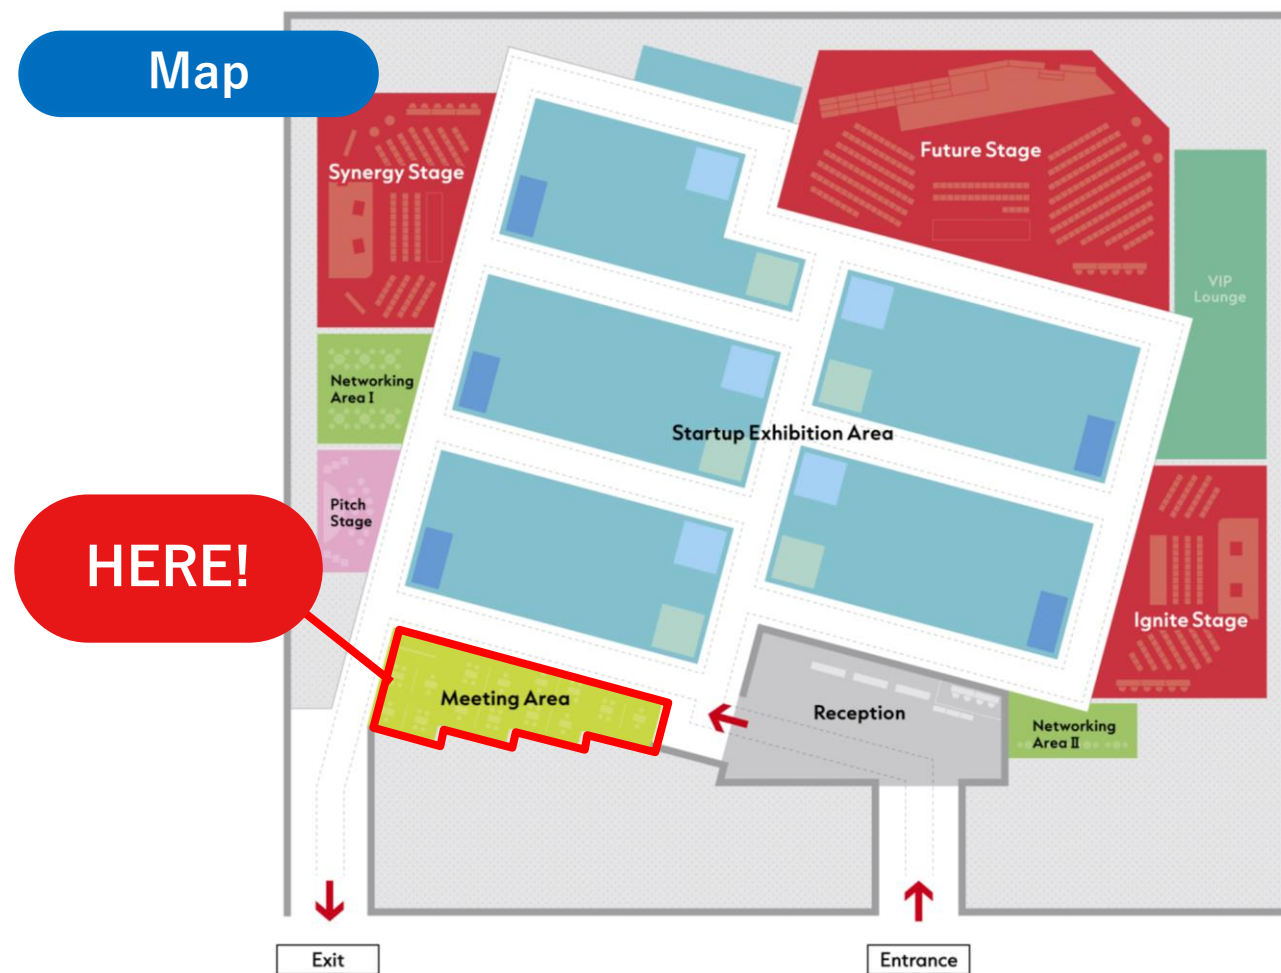 Map
Synergy Stage
Future Stage
VIP
Lounge
Networking
Area I
Startup Exhibition Area
Pitch
Stage
HERE!
Ignite Stage
Meeting Area
Reception
Networking
Area II
Exit
Entrance